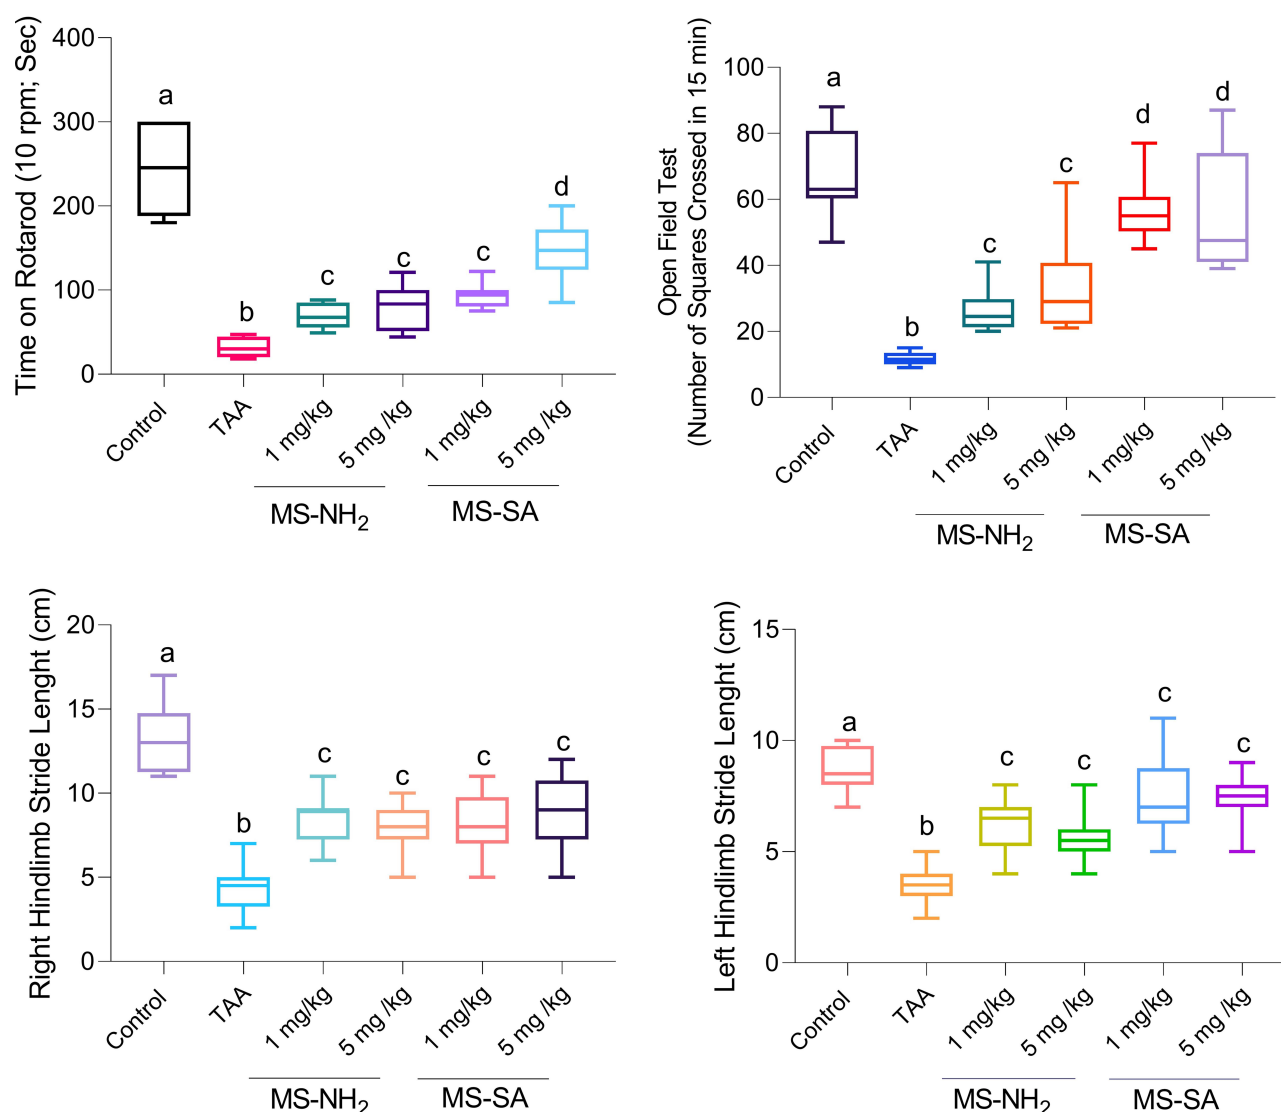 Time on Rotarod (10 rpm; Sec)
400
300
200
100
0
a
b
c
c
c
d
Control
TAA
1 mg/kg
5 mg /kg
1 mg/kg
5 mg /kg
MS-NH2
MS-SA
Open Field Test
(Number of Squares Crossed in 15 min)
100
80
60
40
20
0
a
b
c
c
d
d
Control
TAA
1 mg/kg
5 mg /kg
1 mg/kg
5 mg /kg
MS-NH2
MS-SA
Right Hindlimb Stride Lenght (cm)
20
15
10
5
0
a
b
c
c
c
c
Control
TAA
1 mg/kg
5 mg /kg
1 mg/kg
5 mg /kg
MS-NH2
MS-SA
Left Hindlimb Stride Lenght (cm)
15
10
5
0
a
b
c
c
c
c
Control
TAA
1 mg/kg
5 mg /kg
1 mg/kg
5 mg /kg
MS-NH2
MS-SA